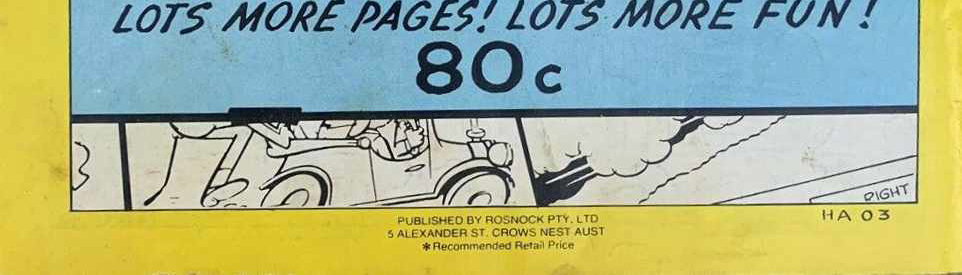 LOTS MORE PAGES! LOTS MORE FUN!
80c
PIGHT
HA 03
PUBLISHED BY ROSNOCK PTY. LTD
5 ALEXANDER ST. CROWS NEST AUST
*Recommended Retail Price